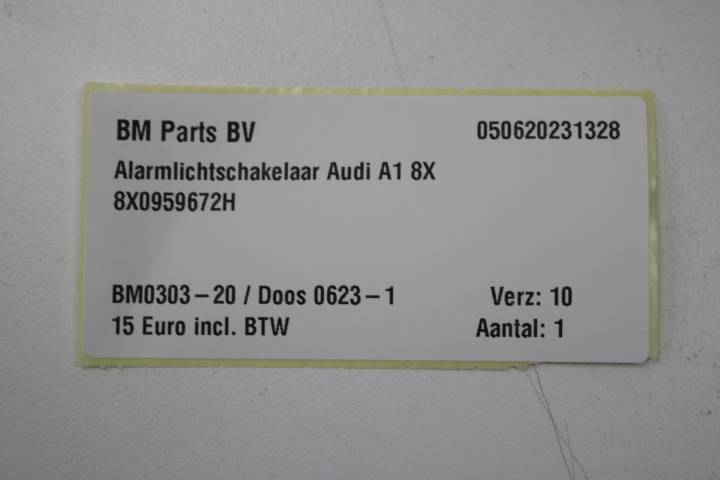 BM Parts BV 050620231328
Alarmlichtschakelaar Audi A1 8X
8X0959672H
BM0303-20 / Doos 0623-1 Verz: 10
15 Euro incl. BTW Aantal: 1